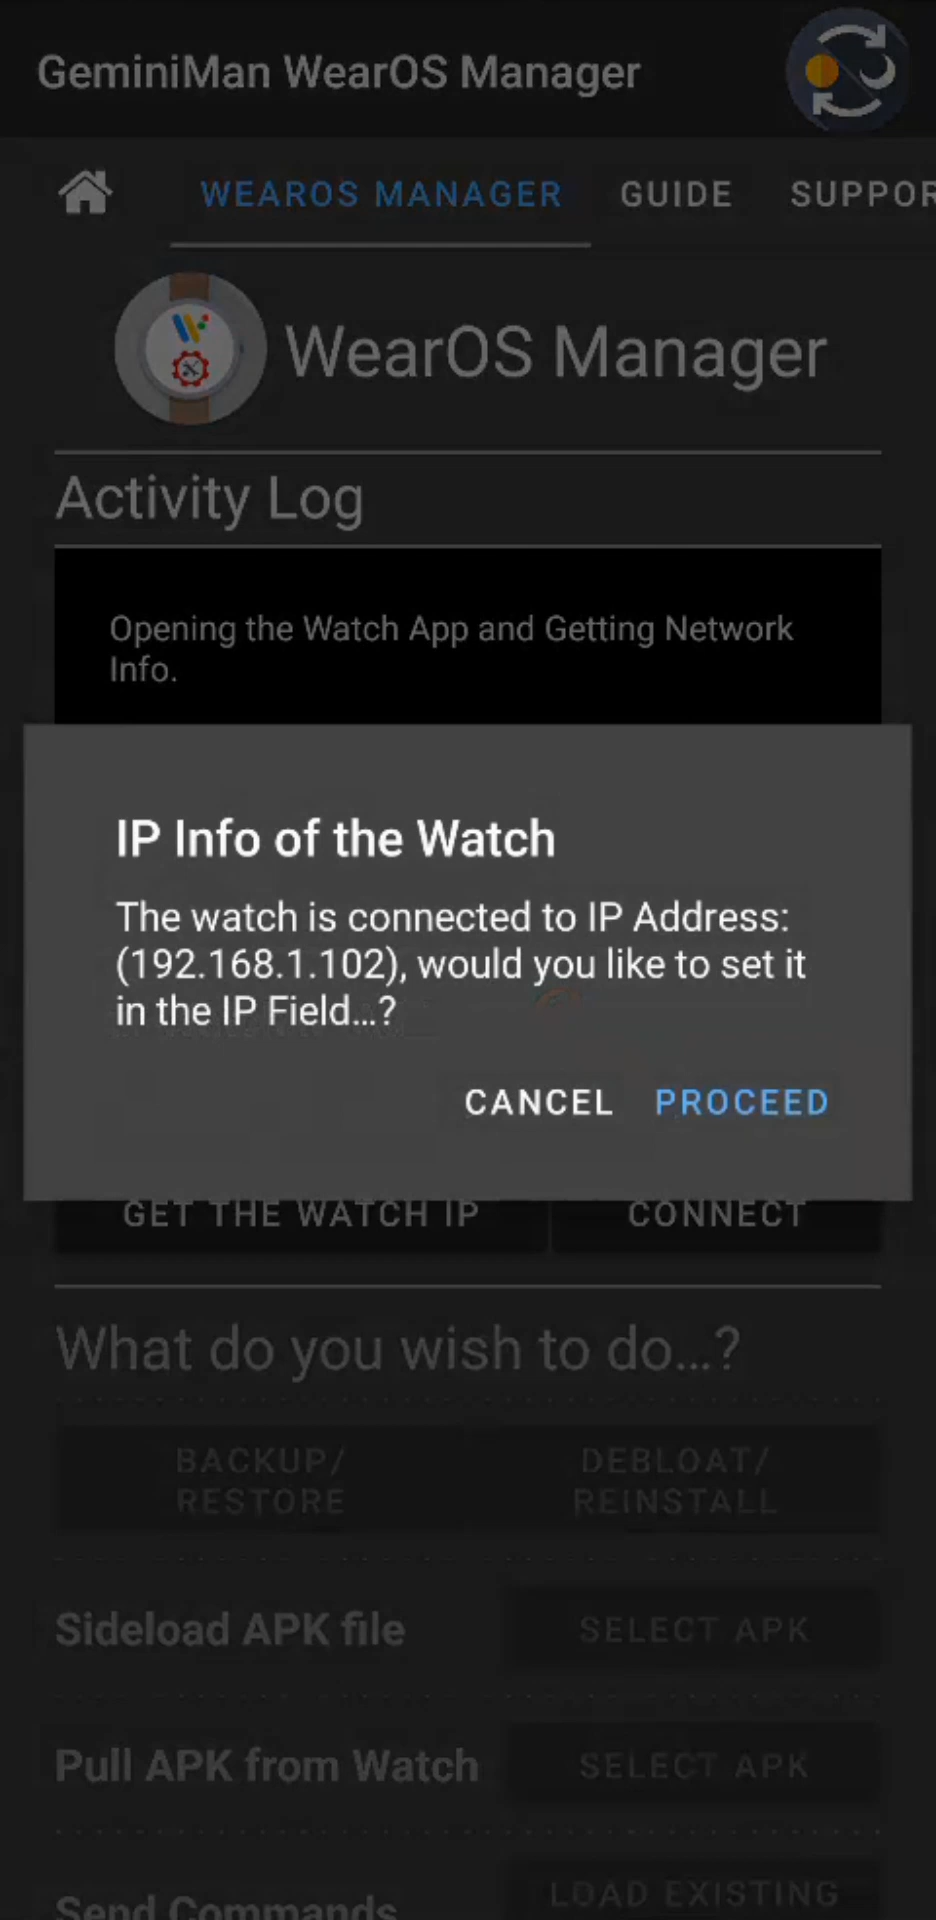 GeminiMan WearOS Manager
WEAROS MANAGER
GUIDE
SUPPOR
WearOS Manager
Activity Log
Opening the Watch App and Getting Network
Info.
IP Info of the Watch
The watch is connected to IP Address:
(192.168.1.102), would you like to set it
in the IP Field...?
CANCEL
PROCEED
GET THE WATCH IP
CONNECT
What do you wish to do...?
BACKUP/
RESTORE
DEBLOAT/
REINSTALL
Sideload APK file
SELECT APK
Pull APK from Watch
SELECT APK
Send Commands
LOAD EXISTING